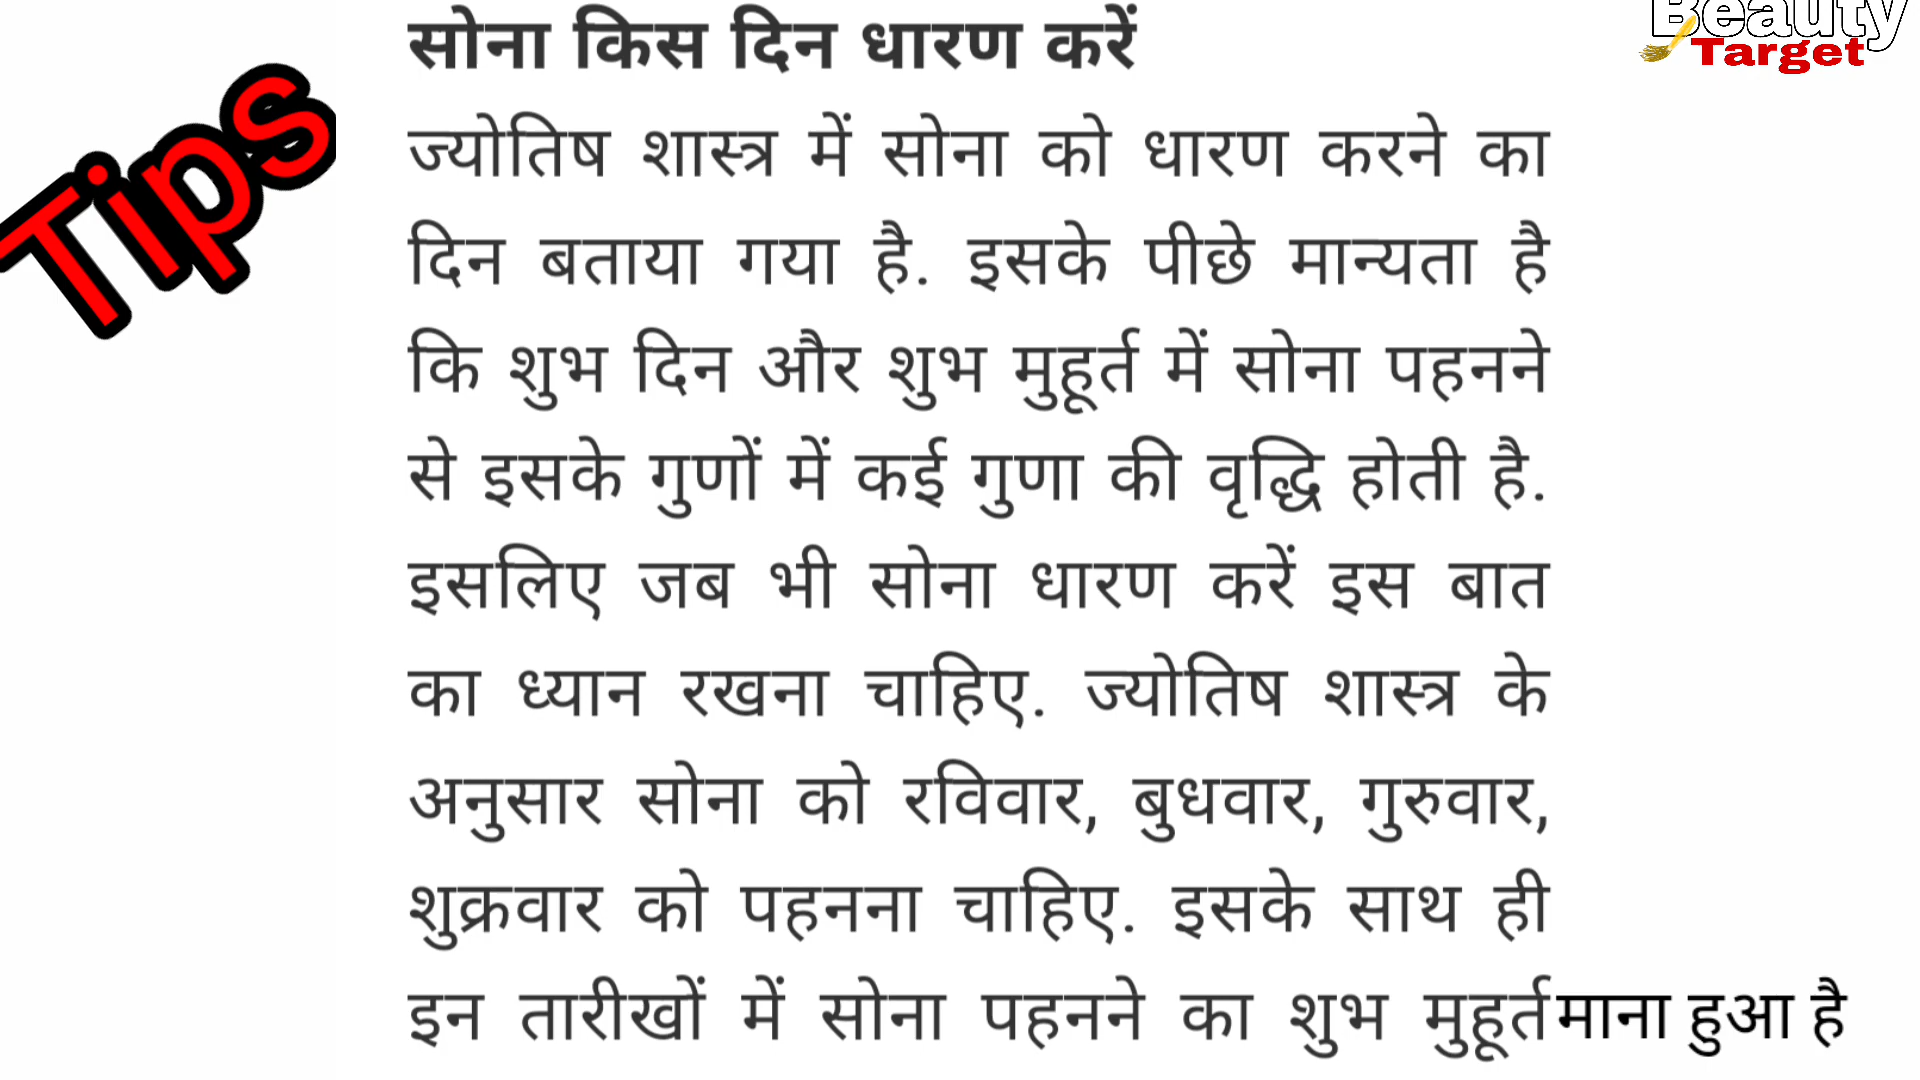 सोना किस दिन धारण करें
Beauty
Target
Tips
ज्योतिष शास्त्र में सोना को धारण करने का
दिन बताया गया है. इसके पीछे मान्यता है
कि शुभ दिन और शुभ मुहूर्त में सोना पहनने
से इसके गुणों में कई गुणा की वृद्धि होती है.
इसलिए जब भी सोना धारण करें इस बात
का ध्यान रखना चाहिए. ज्योतिष शास्त्र के
अनुसार सोना को रविवार, बुधवार, गुरुवार,
शुक्रवार को पहनना चाहिए. इसके साथ ही
इन तारीखों में सोना पहनने का शुभ मुहूर्त माना हुआ है